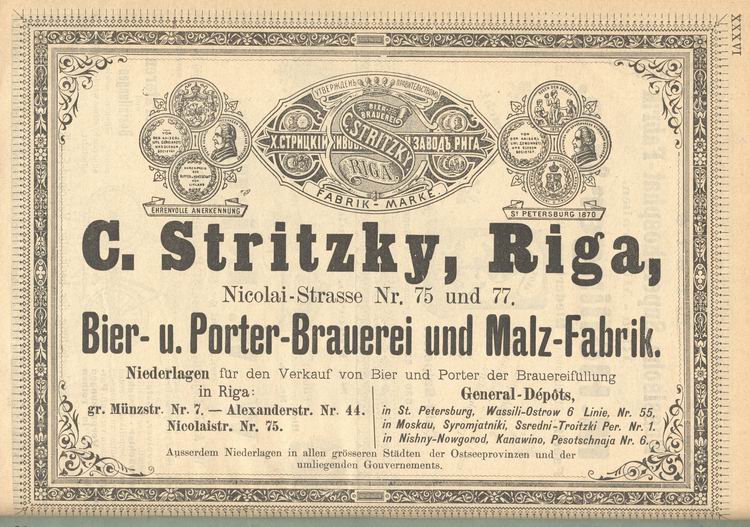 XXXVI
УТВЕРЖДЕНЪ ПРАВИТЕЛЬСТВОМЪ
BIER-
BRAUEREI
C. STRITZKY
RIGA
Х. СТРИЦКІЙ ПИВОВ. ЗАВОДЪ РИГА
FABRIK-MARKE
VON
DER KAISERL.
EHRENVOLLE ANERKENNUNG
ST PETERSBURG 1870
C. Stritzky, Riga,
Nicolai-Strasse Nr. 75 und 77.
Bier- u. Porter-Brauerei und Malz-Fabrik.
Niederlagen für den Verkauf von Bier und Porter der Brauereifüllung
in Riga:
gr. Münzstr. Nr. 7. — Alexanderstr. Nr. 44.
Nicolaistr. Nr. 75.
General-Dépôts,
in St. Petersburg, Wassili-Ostrow 6 Linie, Nr. 55,
in Moskau, Syromjatniki, Ssredni-Troitzki Per. Nr. 1.
in Nishny-Nowgorod, Kanawino, Pesotschnaja Nr. 6.
Ausserdem Niederlagen in allen grösseren Städten der Ostseeprovinzen und der
umliegenden Gouvernements.